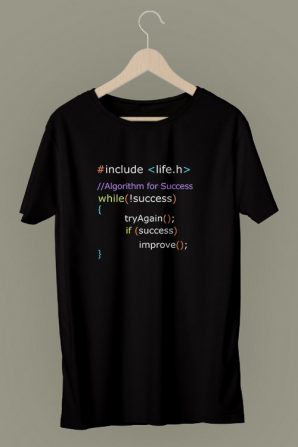 #include <life.h>
//Algorithm for Success
while(!success)
{
tryAgain();
if (success)
improve();
}